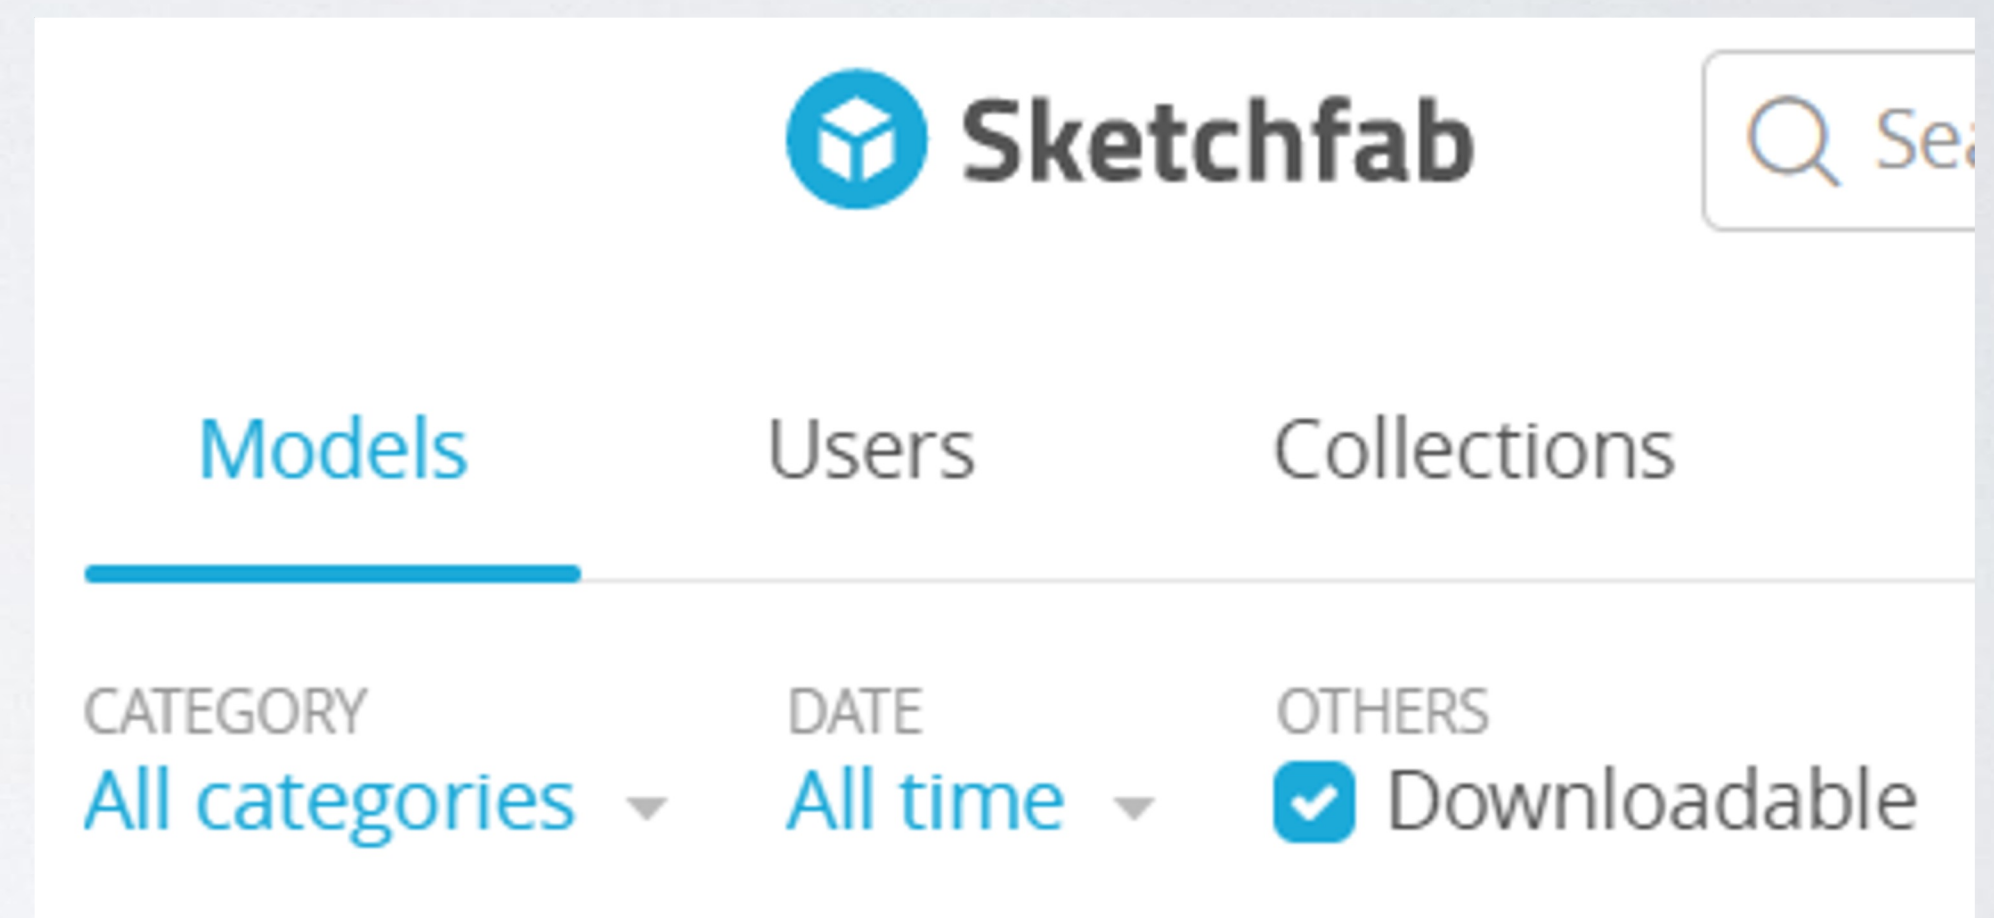 Sketchfab
Models Users Collections
CATEGORY DATE OTHERS
All categories All time Downloadable